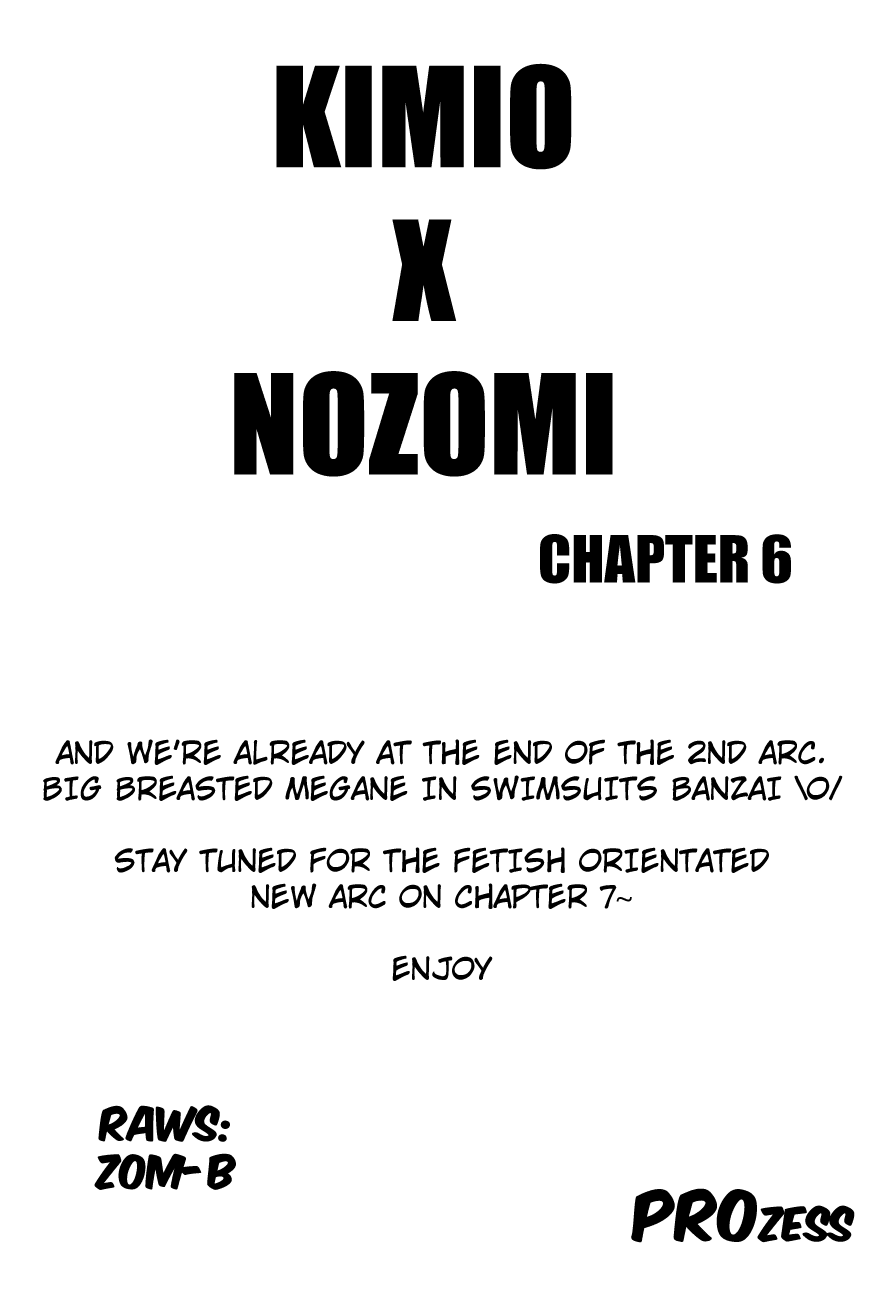 KIMIO
X
NOZOMI
CHAPTER 6
AND WE'RE ALREADY AT THE END OF THE 2ND ARC.
BIG BREASTED MEGANE IN SWIMSUITS BANZAI \O/
STAY TUNED FOR THE FETISH ORIENTATED
NEW ARC ON CHAPTER 7~
ENJOY
RAWS:
ZOM-B
PROZESS